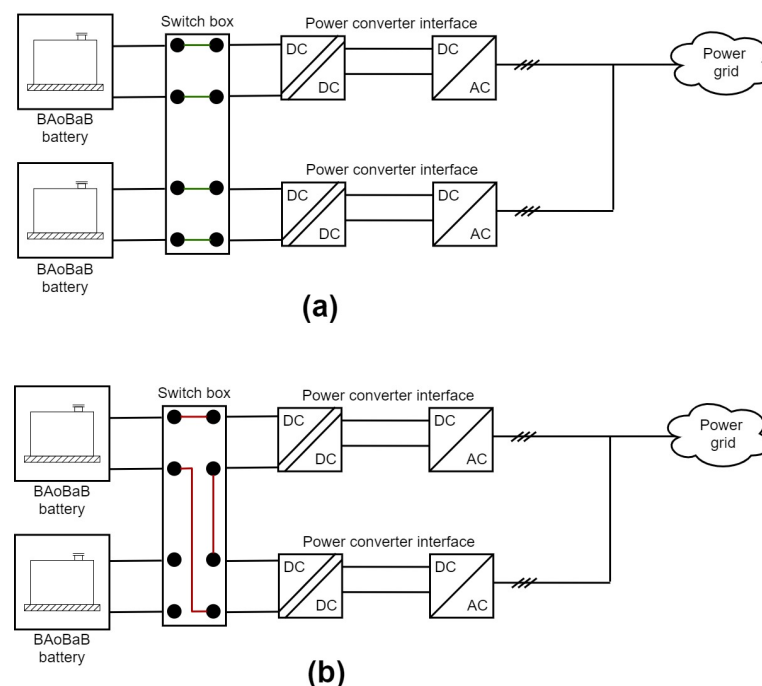 Switch box
Power converter interface
DC
DC
DC
AC
Power
grid
BAoBaB
battery
Power converter interface
DC
DC
DC
AC
BAoBaB
battery
(a)
Switch box
Power converter interface
DC
DC
DC
AC
Power
grid
BAoBaB
battery
Power converter interface
DC
DC
DC
AC
BAoBaB
battery
(b)